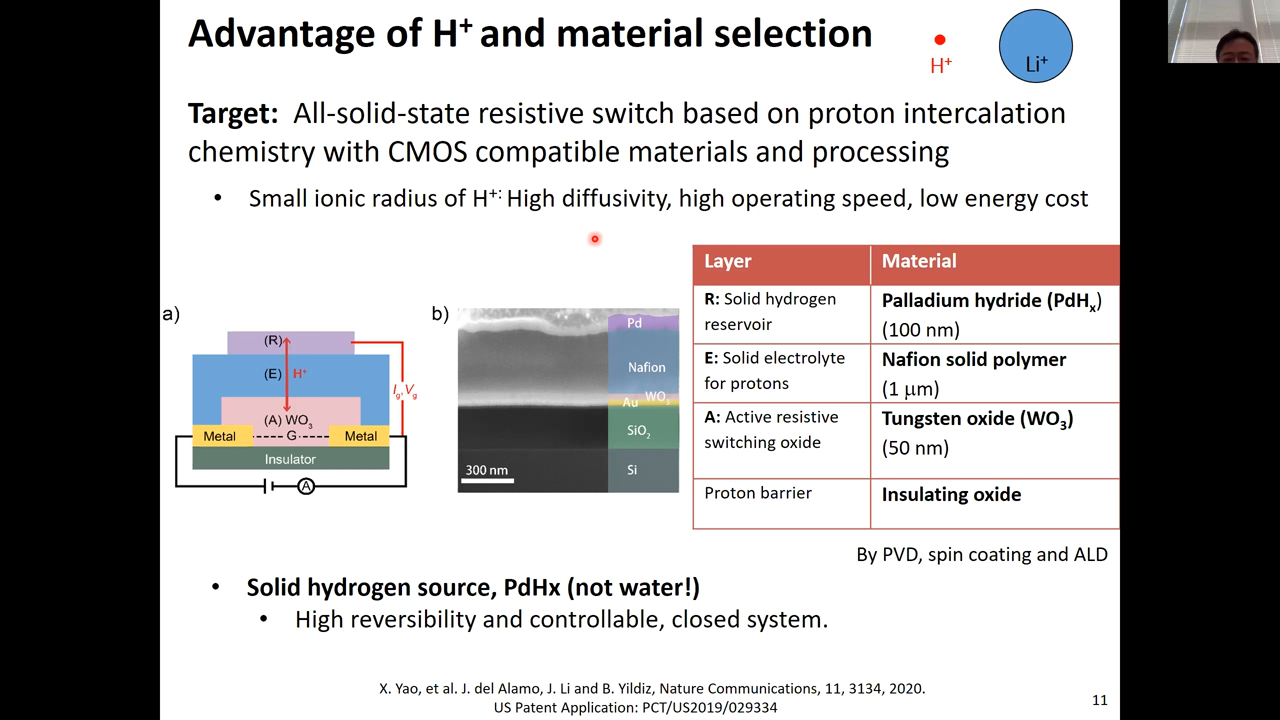 Advantage of H⁺ and material selection
H⁺
Li⁺
Target: All-solid-state resistive switch based on proton intercalation
chemistry with CMOS compatible materials and processing
• Small ionic radius of H⁺: High diffusivity, high operating speed, low energy cost
a)
(R)
(E) H⁺
(A) WO₃
Metal G Metal
Insulator
A
I_g, V_g
b)
Pd
Nafion
WO₃
Au
SiO₂
Si
300 nm
Layer Material
R: Solid hydrogen reservoir Palladium hydride (PdHₓ) (100 nm)
E: Solid electrolyte for protons Nafion solid polymer (1 μm)
A: Active resistive switching oxide Tungsten oxide (WO₃) (50 nm)
Proton barrier Insulating oxide
By PVD, spin coating and ALD
• Solid hydrogen source, PdHx (not water!)
• High reversibility and controllable, closed system.
X. Yao, et al. J. del Alamo, J. Li and B. Yildiz, Nature Communications, 11, 3134, 2020.
US Patent Application: PCT/US2019/029334
11